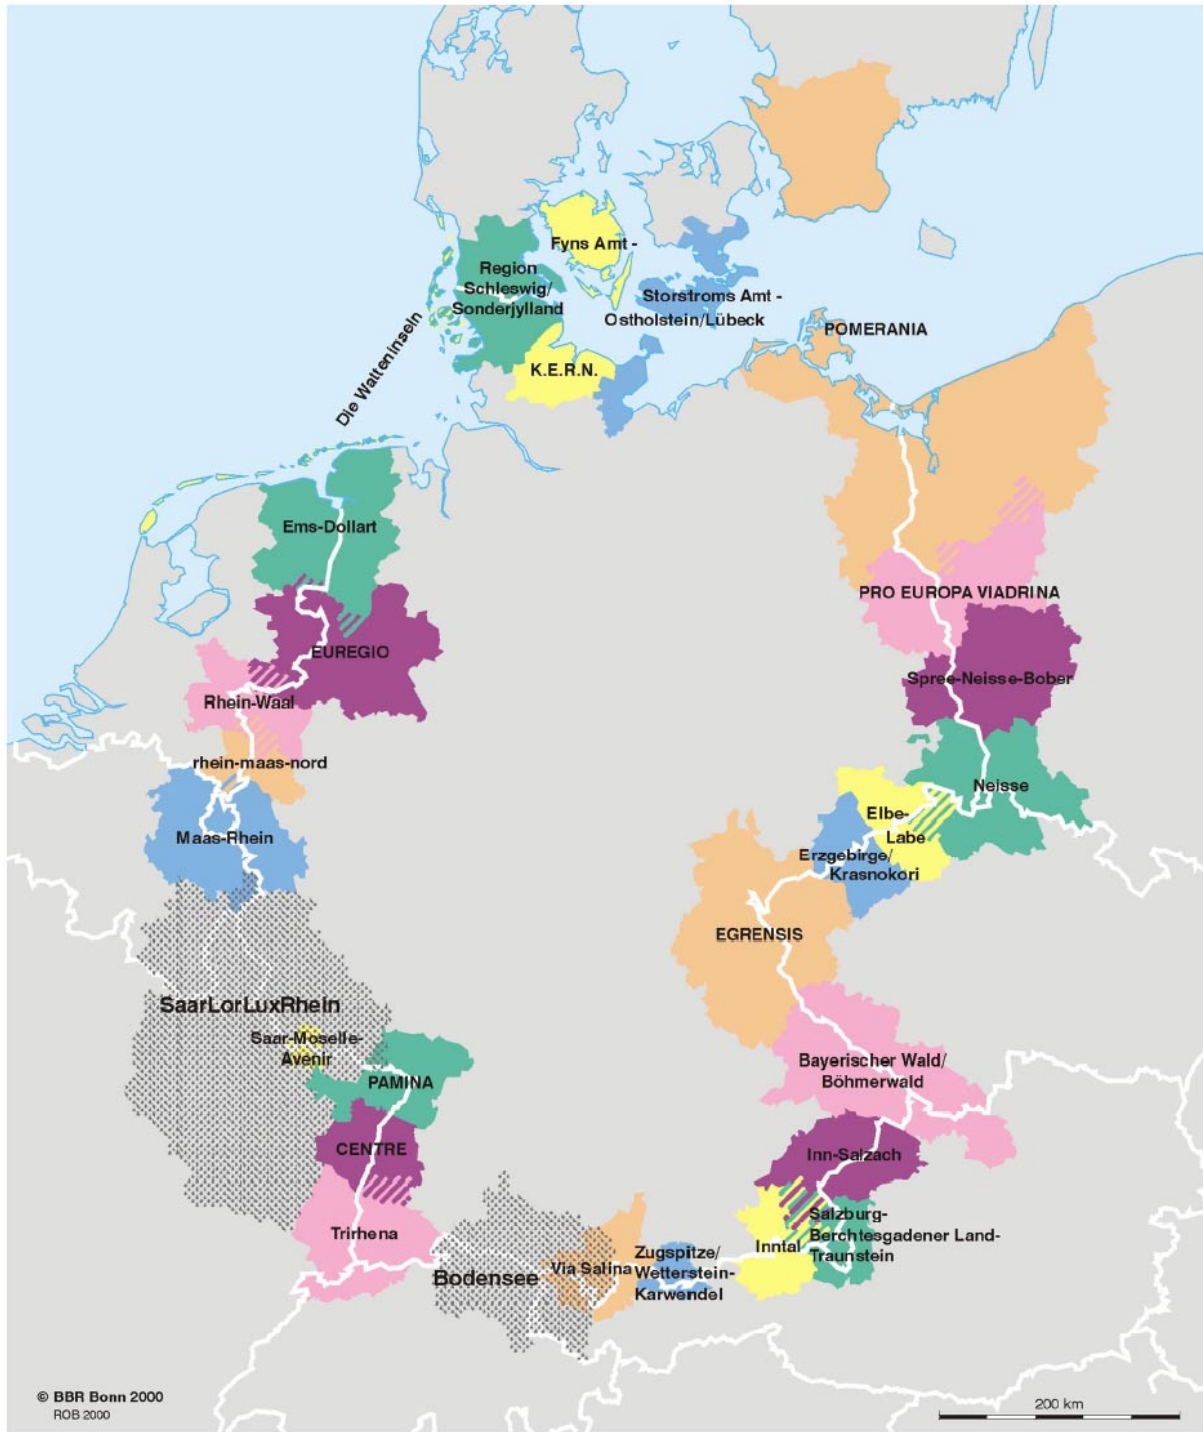 Fyns Amt -
Region
Schleswig/
Sonderjylland
Storstroms Amt -
Ostholstein/Lübeck
POMERANIA
Die Watteninseln
K.E.R.N.
Ems-Dollart
PRO EUROPA VIADRINA
EUREGIO
Spree-Neisse-Bober
Rhein-Waal
rhein-maas-nord
Neisse
Maas-Rhein
Elbe-
Labe
Erzgebirge/
Krasnokori
EGRENSIS
SaarLorLuxRhein
Saar-Moselle-
Avenir
PAMINA
Bayerischer Wald/
Böhmerwald
CENTRE
Inn-Salzach
Trirhena
Salzburg-
Berchtesgadener Land-
Traunstein
Inntal
Bodensee
Via Salina
Zugspitze/
Wetterstein-
Karwendel
© BBR Bonn 2000
ROB 2000
200 km